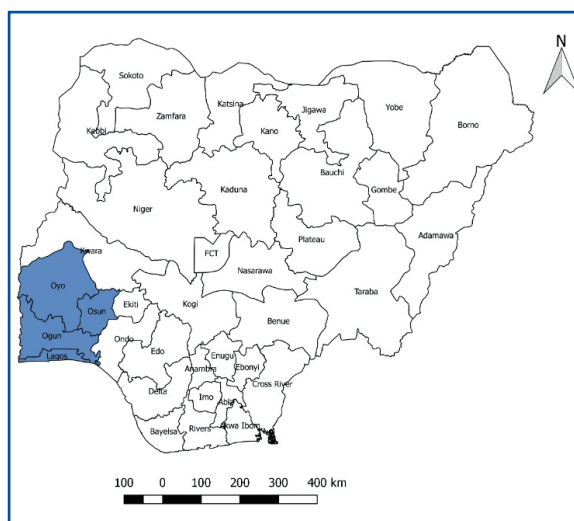 N
Sokoto
Katsina
Jigawa
Yobe
Borno
Zamfara
Kebbi
Kano
Bauchi
Gombe
Kaduna
Niger
Adamawa
Plateau
Kwara
FCT
Nasarawa
Taraba
Oyo
Osun
Ekiti
Kogi
Benue
Ogun
Ondo
Edo
Lagos
Enugu
Anambra
Ebonyi
Cross River
Delta
Imo
Abia
Bayelsa
Rivers
Akwa Ibom
100 0 100 200 300 400 km